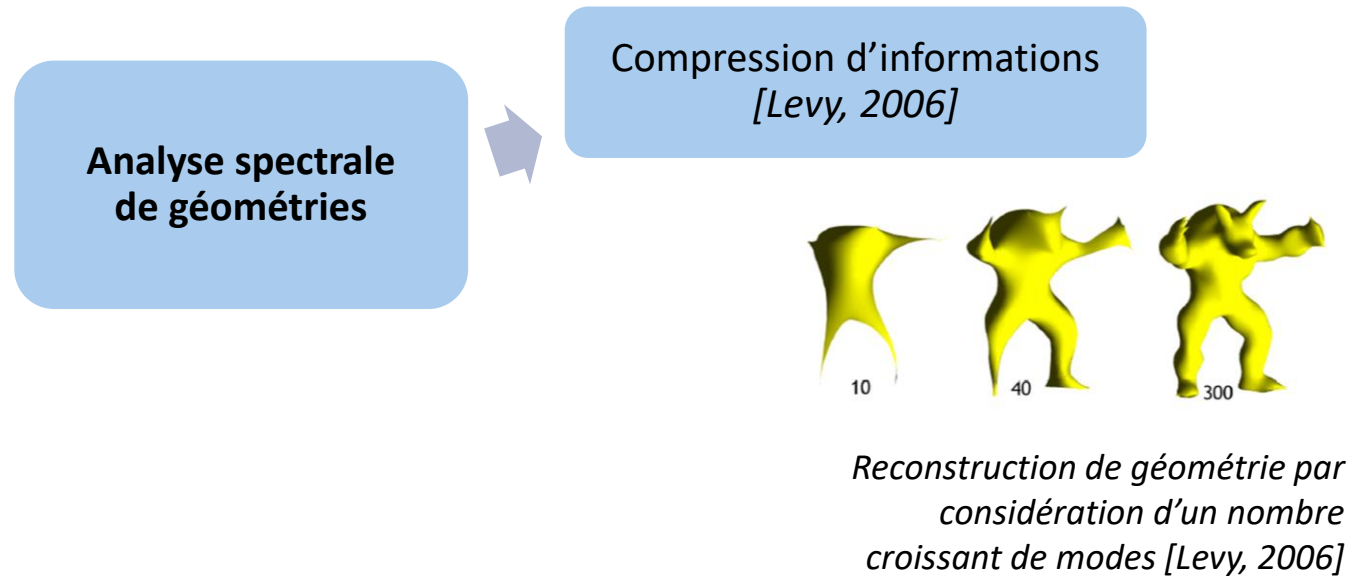 Analyse spectrale
de géométries
Compression d’informations
[Levy, 2006]
10
40
300
Reconstruction de géométrie par
considération d’un nombre
croissant de modes [Levy, 2006]